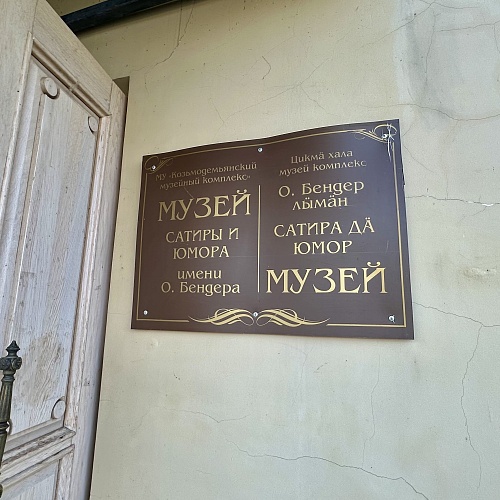 МУ «Козьмодемьянский
музейный комплекс»
МУЗЕЙ
САТИРЫ И
ЮМОРА
имени
О. Бендера
Цикмӓ хала
музей комплекс
О. Бендер
лӹмӓн
САТИРА ДӒ
ЮМОР
МУЗЕЙ